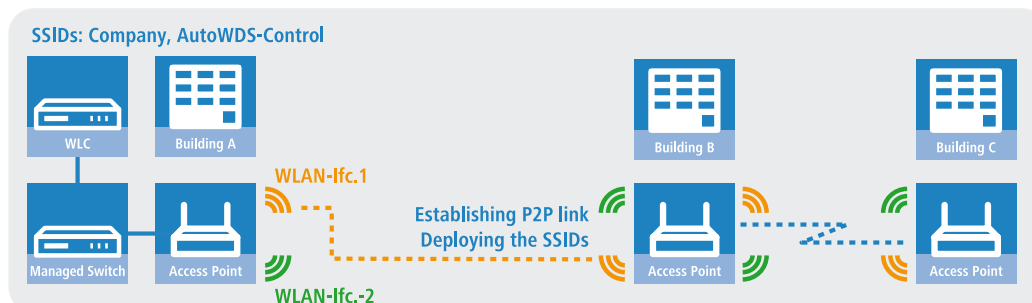 SSIDs: Company, AutoWDS-Control
WLC
Building A
Building B
Building C
WLAN-Ifc.1
Establishing P2P link
Deploying the SSIDs
Managed Switch
Access Point
WLAN-Ifc.-2
Access Point
Access Point